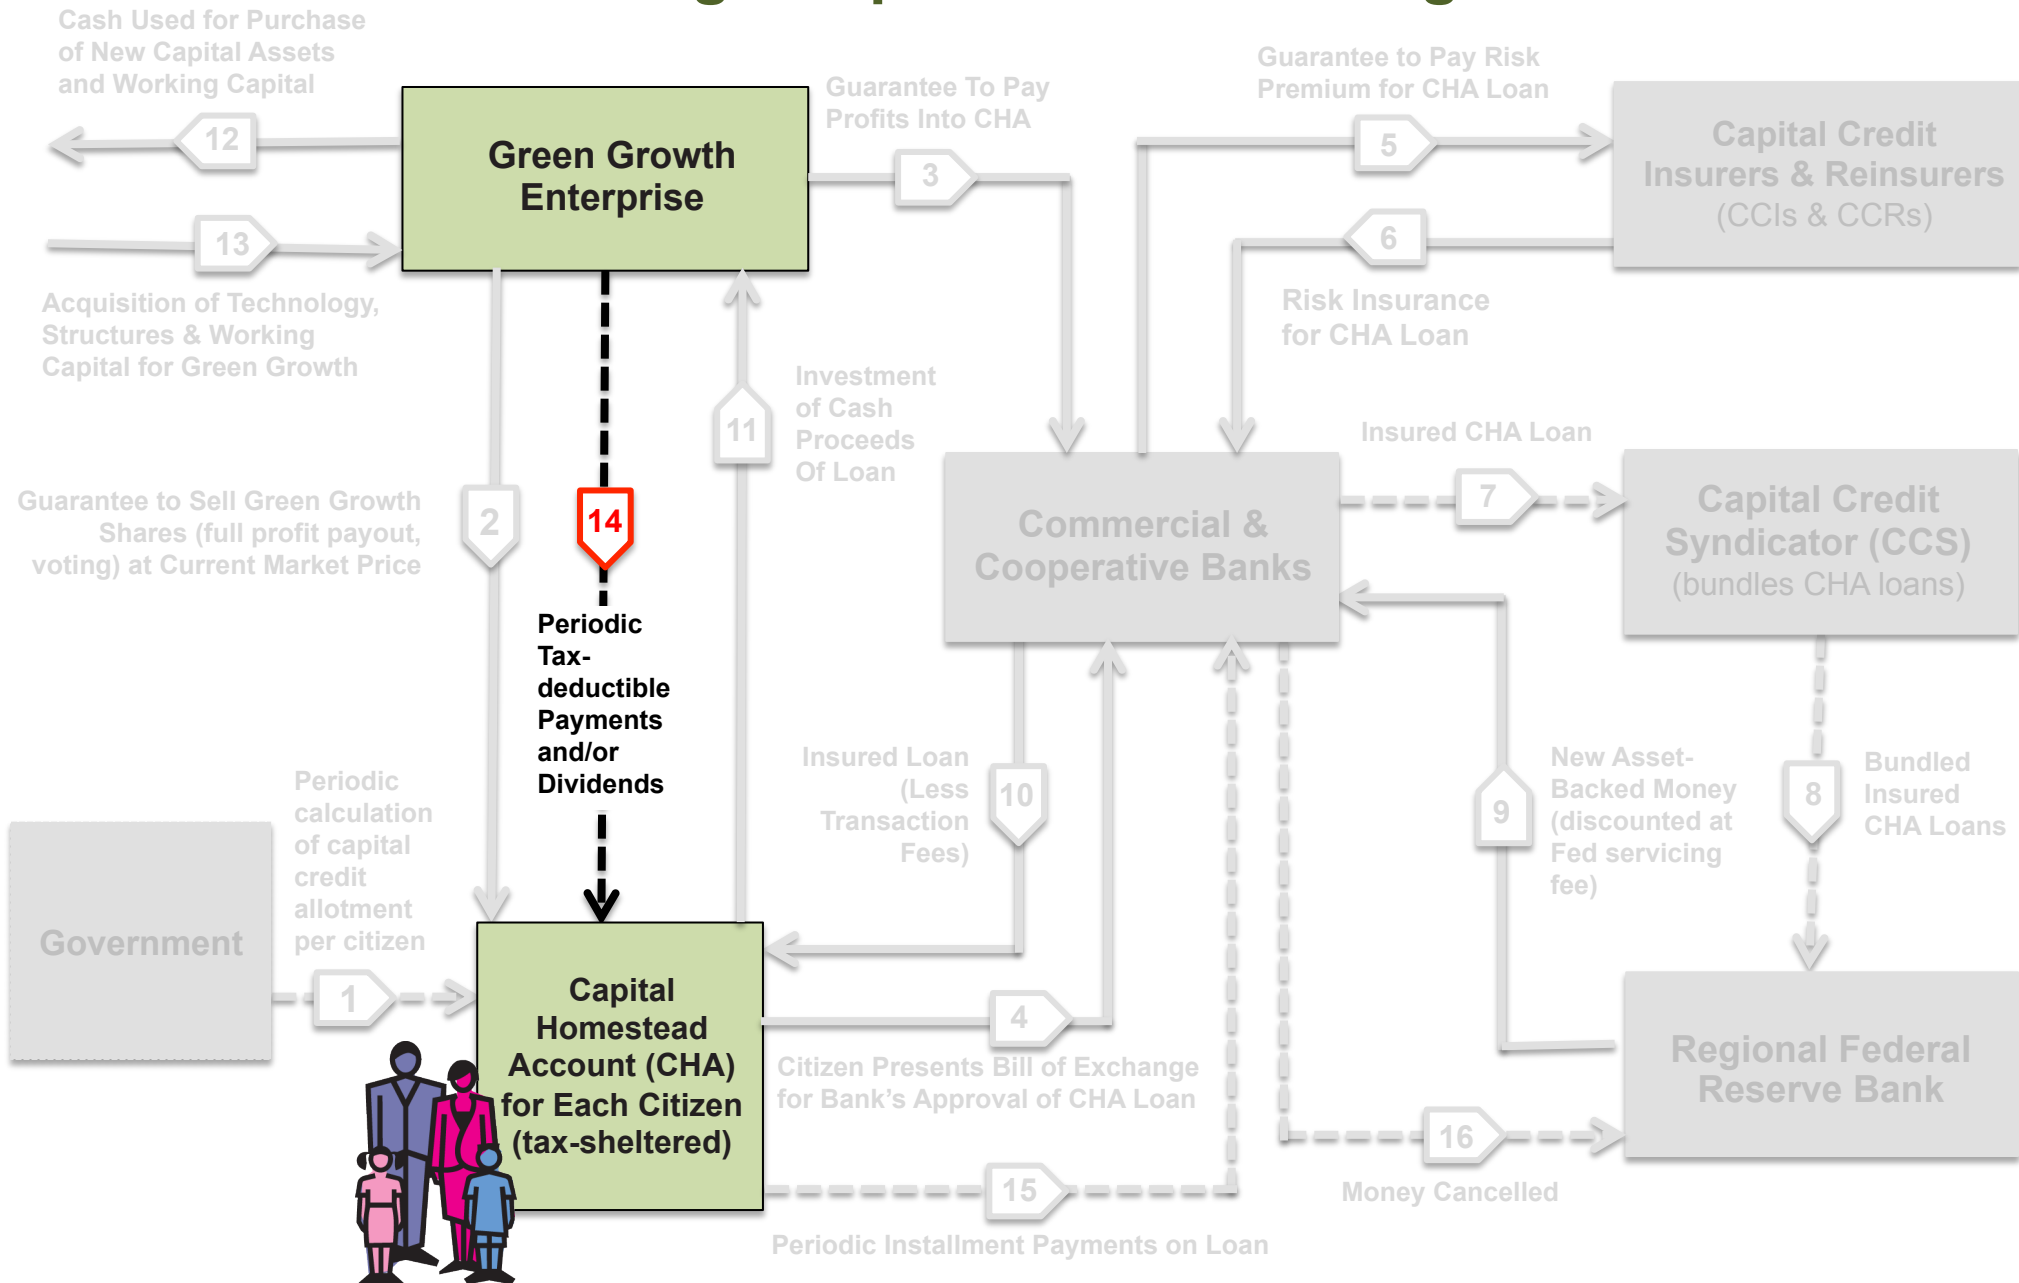 Cash Used for Purchase
of New Capital Assets
and Working Capital
12
Green Growth
Enterprise
Guarantee To Pay
Profits Into CHA
3
Guarantee to Pay Risk
Premium for CHA Loan
5
Capital Credit
Insurers & Reinsurers
(CCIs & CCRs)
13
6
Acquisition of Technology,
Structures & Working
Capital for Green Growth
Risk Insurance
for CHA Loan
Investment
of Cash
Proceeds
Of Loan
11
Guarantee to Sell Green Growth
Shares (full profit payout,
voting) at Current Market Price
2
14
Insured CHA Loan
7
Commercial &
Cooperative Banks
Capital Credit
Syndicator (CCS)
(bundles CHA loans)
Periodic
Tax-
deductible
Payments
and/or
Dividends
Periodic
calculation
of capital
credit
allotment
per citizen
Insured Loan
(Less
Transaction
Fees)
10
9
New Asset-
Backed Money
(discounted at
Fed servicing
fee)
8
Bundled
Insured
CHA Loans
Government
1
Capital
Homestead
Account (CHA)
for Each Citizen
(tax-sheltered)
4
Citizen Presents Bill of Exchange
for Bank's Approval of CHA Loan
Regional Federal
Reserve Bank
16
Money Cancelled
15
Periodic Installment Payments on Loan